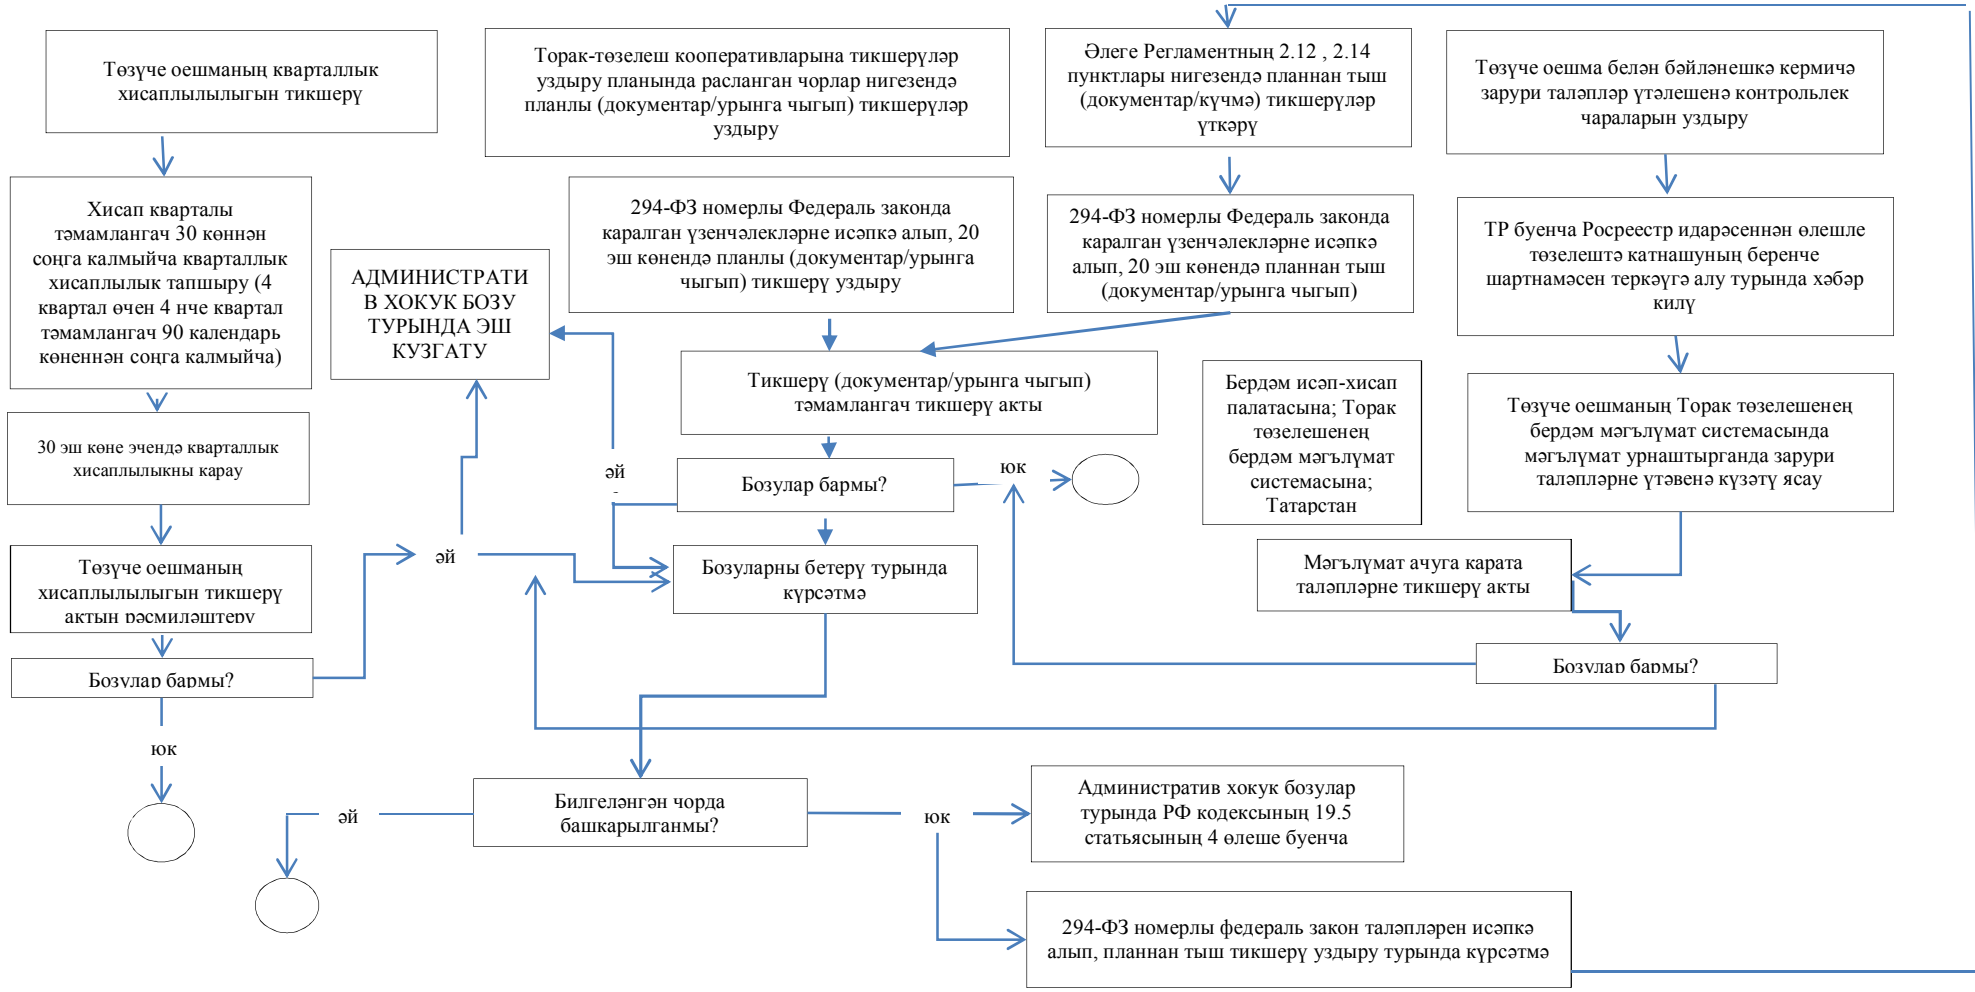 Төзүче оешманың кварталлык
хисаплылылыгын тикшерү
Торак-төзелеш кооперативларына тикшерүләр
уздыру планында расланган чорлар нигезендә
планлы (документар/урынга чыгып) тикшерүләр
уздыру
Әлеге Регламентның 2.12 , 2.14
пунктлары нигезендә планнан тыш
(документар/күчмә) тикшерүләр
үткәрү
Төзүче оешма белән бәйләнешкә кермичә
зарури таләпләр үтәлешенә контрольлек
чараларын уздыру
Хисап кварталы
тәмамлангач 30 көннән
соңга калмыйча кварталлык
хисаплылык тапшыру (4
квартал өчен 4 нче квартал
тәмамлангач 90 календарь
көненнән соңга калмыйча)
АДМИНИСТРАТИ
В ХОКУК БОЗУ
ТУРЫНДА ЭШ
КУЗГАТУ
294-ФЗ номерлы Федераль законда
каралган үзенчәлекләрне исәпкә алып, 20
эш көнендә планлы (документар/урынга
чыгып) тикшерү уздыру
294-ФЗ номерлы Федераль законда
каралган үзенчәлекләрне исәпкә
алып, 20 эш көнендә планнан тыш
(документар/урынга чыгып)
ТР буенча Росреестр идарәсеннән өлешле
төзелештә катнашуның беренче
шартнамәсен теркәүгә алу турында хәбәр
килү
Тикшерү (документар/урынга чыгып)
тәмамлангач тикшерү акты
Бердәм исәп-хисап
палатасына; Торак
төзелешенең
бердәм мәгълүмат
системасына;
Татарстан
Төзүче оешманың Торак төзелешенең
бердәм мәгълүмат системасында
мәгълүмат урнаштырганда зарури
таләпләрне үтәвенә күзәтү ясау
30 эш көне эчендә кварталлык
хисаплылыкны карау
әй
Бозулар бармы?
юк
Төзүче оешманың
хисаплылылыгын тикшерү
актын рәсмиләштерү
әй
Бозуларны бетерү турында
күрсәтмә
Мәгълүмат ачуга карата
таләпләрне тикшерү акты
Бозулар бармы?
Бозулар бармы?
юк
Билгеләнгән чорда
башкарылганмы?
әй
юк
Административ хокук бозулар
турында РФ кодексының 19.5
статьясының 4 өлеше буенча
294-ФЗ номерлы федераль закон таләпләрен исәпкә
алып, планнан тыш тикшерү уздыру турында күрсәтмә